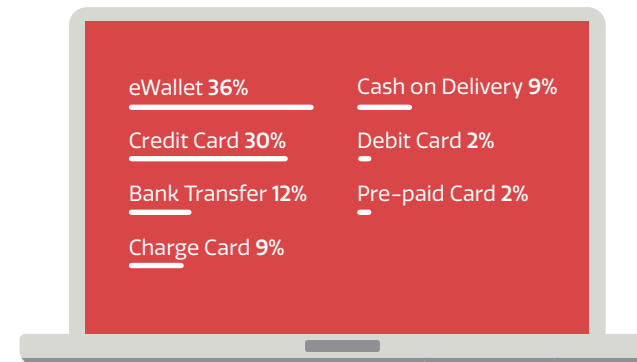 eWallet 36%
Credit Card 30%
Bank Transfer 12%
Charge Card 9%
Cash on Delivery 9%
Debit Card 2%
Pre-paid Card 2%